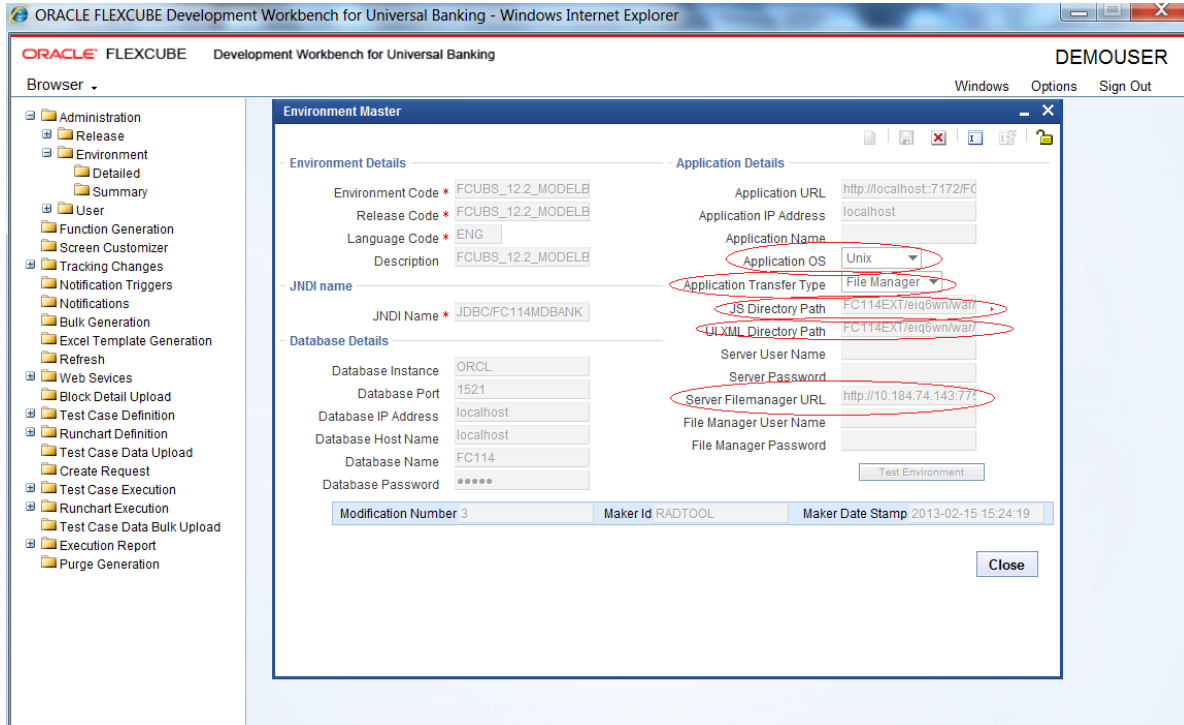 ORACLE FLEXCUBE Development Workbench for Universal Banking - Windows Internet Explorer
ORACLE FLEXCUBE Development Workbench for Universal Banking
DEMOUSER
Browser
Windows Options Sign Out
Administration
Release
Environment
Detailed
Summary
User
Function Generation
Screen Customizer
Tracking Changes
Notification Triggers
Notifications
Bulk Generation
Excel Template Generation
Refresh
Web Sevices
Block Detail Upload
Test Case Definition
Runchart Definition
Test Case Data Upload
Create Request
Test Case Execution
Runchart Execution
Test Case Data Bulk Upload
Execution Report
Purge Generation
Environment Master
Environment Details
Environment Code * FCUBS_12.2_MODELB
Release Code * FCUBS_12.2_MODELB
Language Code * ENG
Description FCUBS_12.2_MODELB
JNDI name
JNDI Name * JDBC/FC114MDBANK
Database Details
Database Instance ORCL
Database Port 1521
Database IP Address localhost
Database Host Name localhost
Database Name FC114
Database Password •••••
Application Details
Application URL http://localhost::7172/FC
Application IP Address localhost
Application Name
Application OS Unix
Application Transfer Type File Manager
JS Directory Path FC114EXT/eiq6wn/war/
UI XML Directory Path FC114EXT/eiq6wn/war/
Server User Name
Server Password
Server Filemanager URL http://10.184.74.143:775
File Manager User Name
File Manager Password
Test Environment
Modification Number 3 Maker Id RADTOOL Maker Date Stamp 2013-02-15 15:24:19
Close